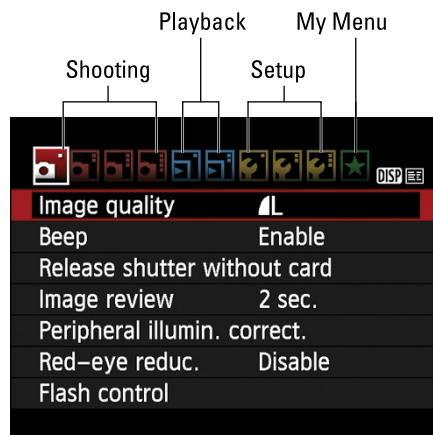 Playback My Menu
Shooting Setup
DISP
Image quality L
Beep Enable
Release shutter without card
Image review 2 sec.
Peripheral illumin. correct.
Red-eye reduc. Disable
Flash control